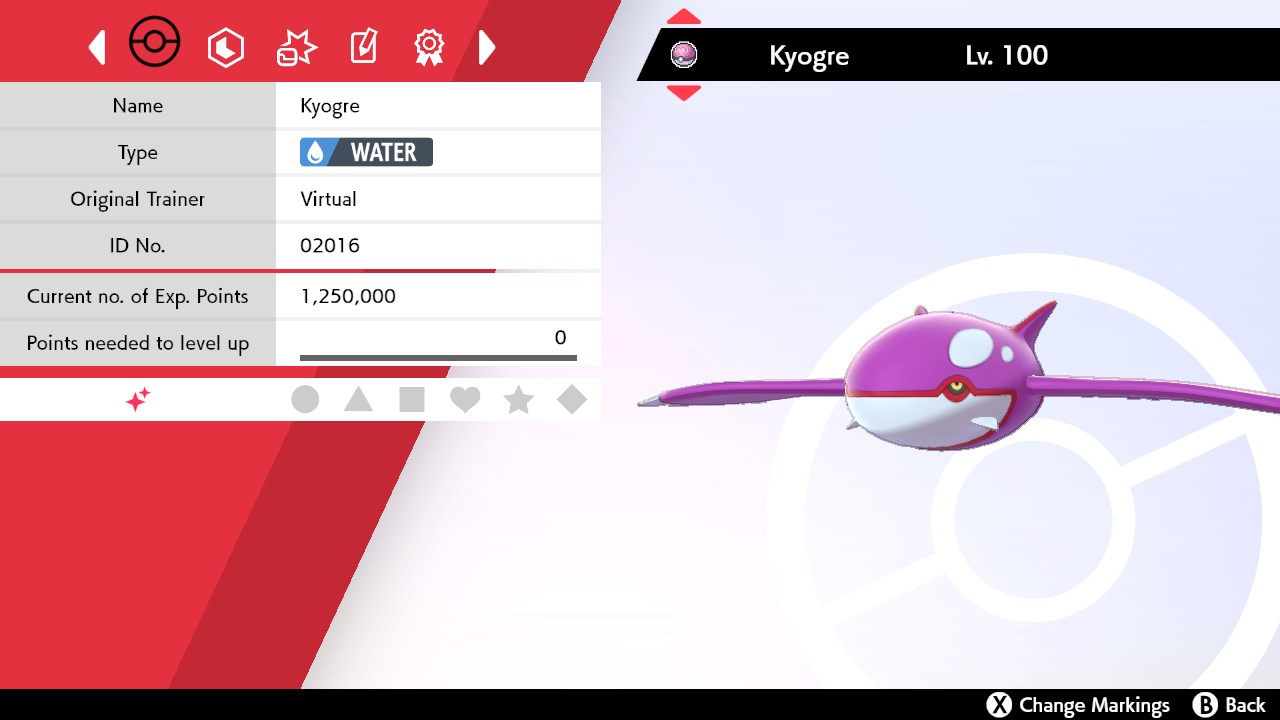 Kyogre Lv. 100
Name Kyogre
Type WATER
Original Trainer Virtual
ID No. 02016
Current no. of Exp. Points 1,250,000
Points needed to level up 0
X Change Markings B Back